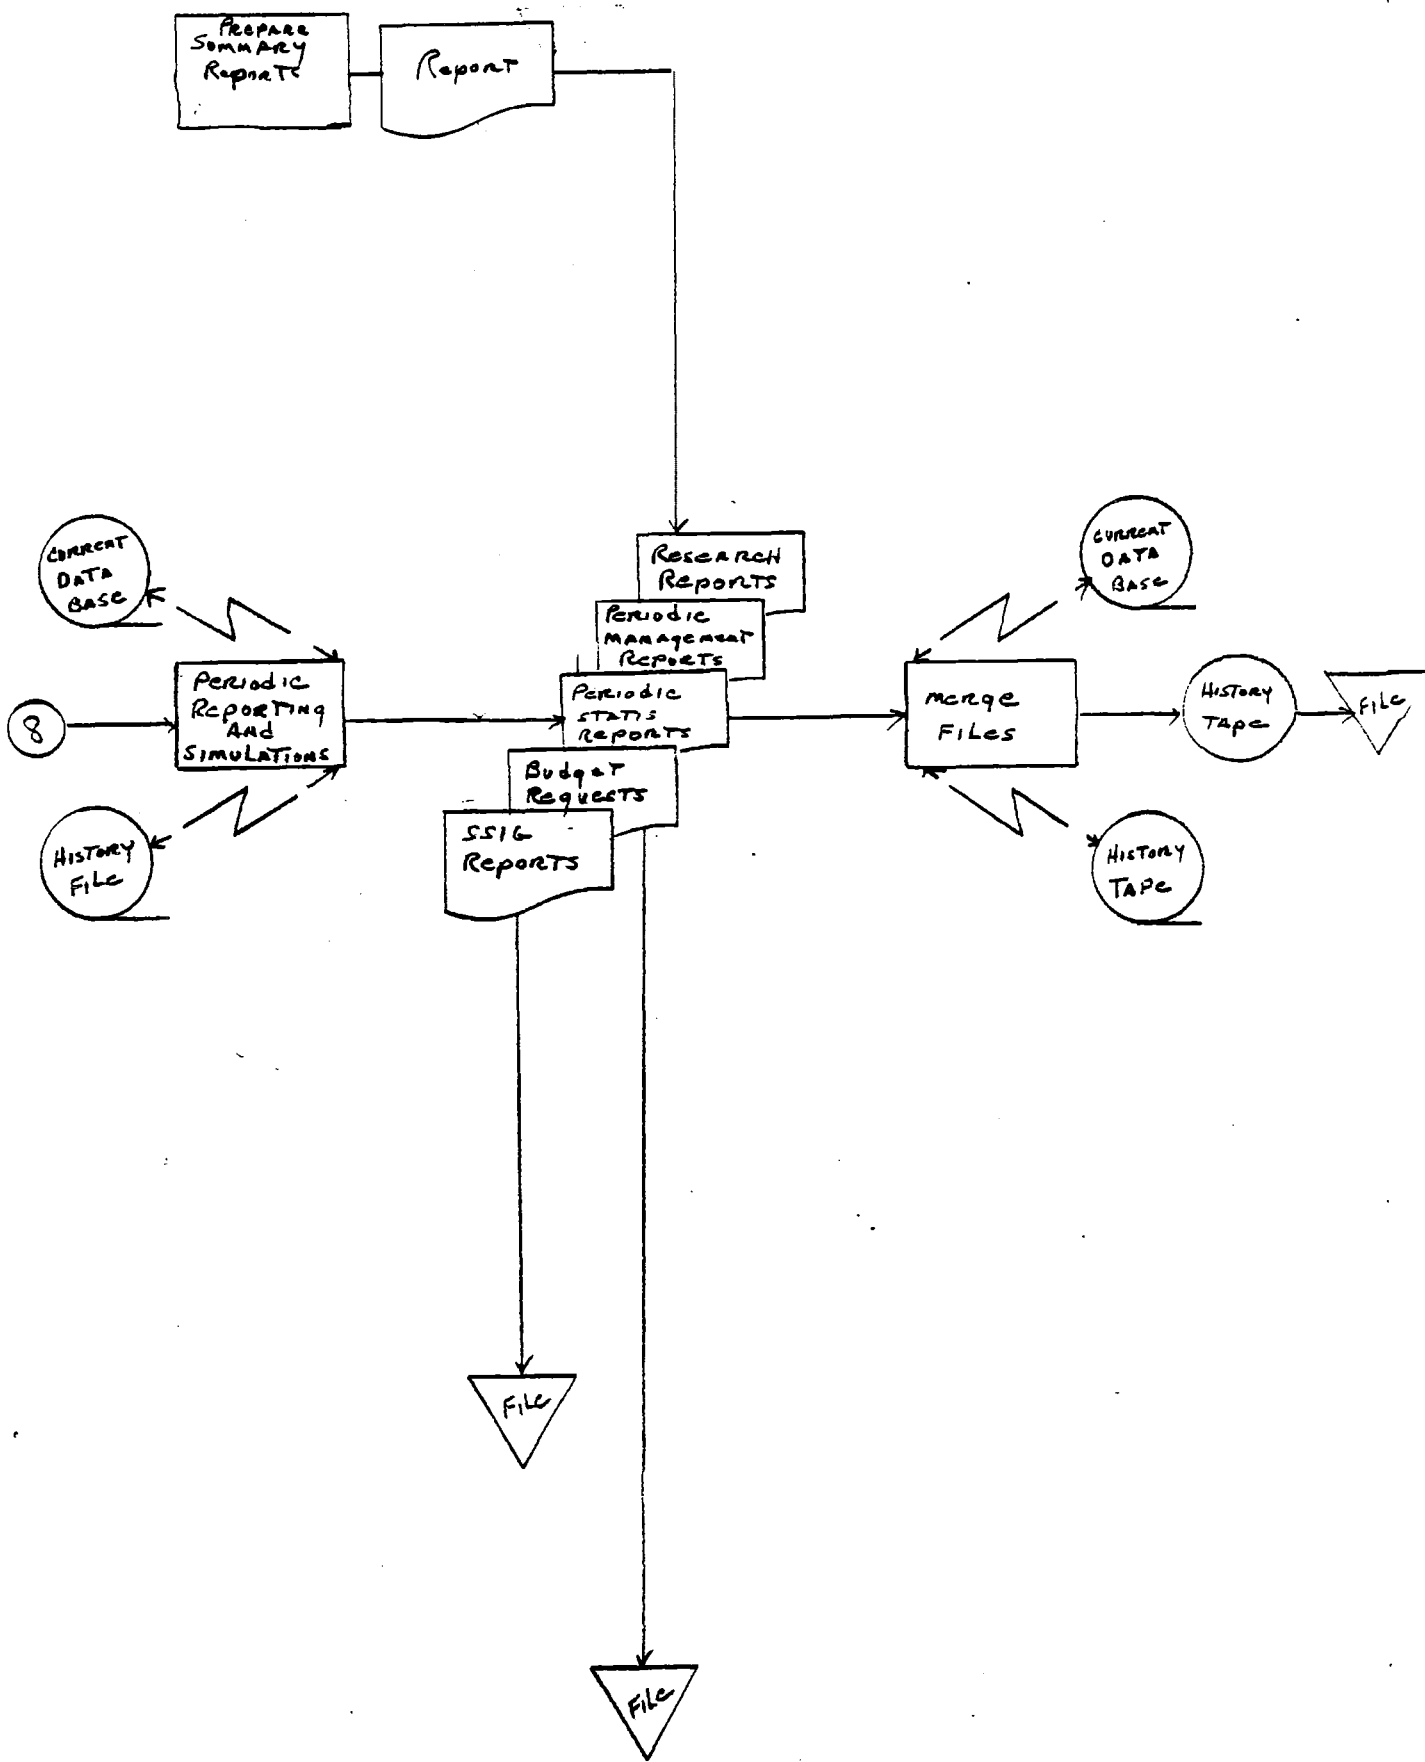 PREPARE
SUMMARY
REPORTS
REPORT
RESEARCH
REPORTS
PERIODIC
MANAGEMENT
REPORTS
CURRENT
DATA
BASE
CURRENT
DATA
BASE
8
PERIODIC
REPORTING
AND
SIMULATIONS
PERIODIC
STATIS
REPORTS
MERGE
FILES
HISTORY
TAPE
FILE
BUDGET
REQUESTS
SSIG
REPORTS
HISTORY
FILE
HISTORY
TAPE
FILE
FILE